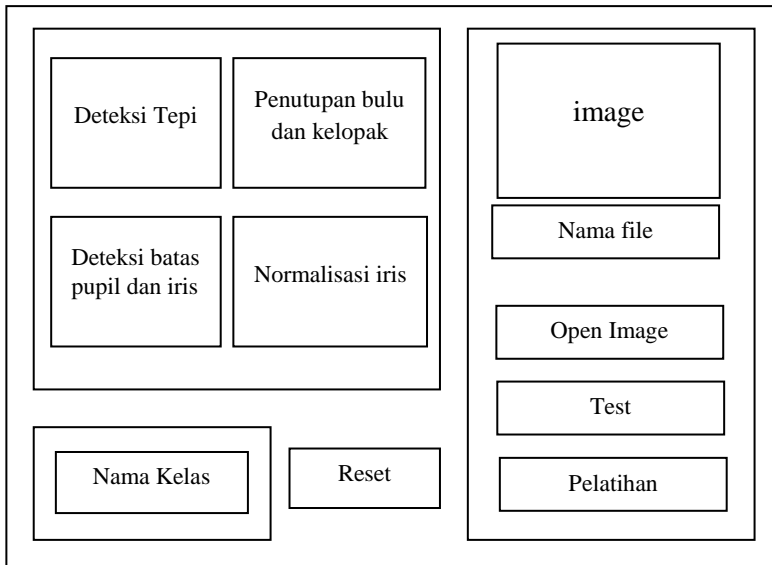 Deteksi Tepi
Penutupan bulu
dan kelopak
Deteksi batas
pupil dan iris
Normalisasi iris
Nama Kelas
Reset
image
Nama file
Open Image
Test
Pelatihan